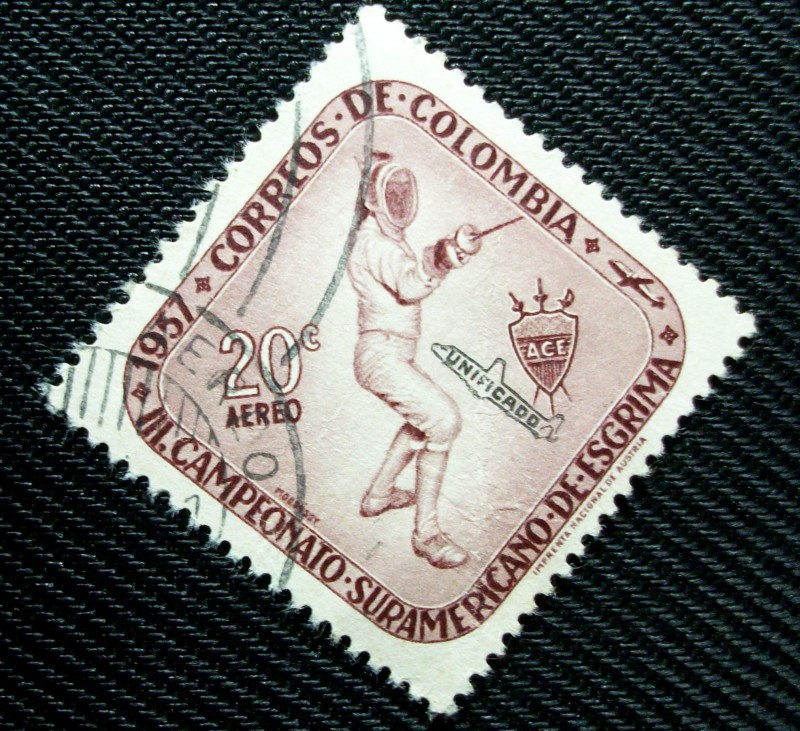 1957 CORREOS·DE·COLOMBIA
20c
AEREO
ACE
UNIFICADO
III. CAMPEONATO·SURAMERICANO·DE·ESGRIMA
IMPRENTA NACIONAL DE AUSTRIA